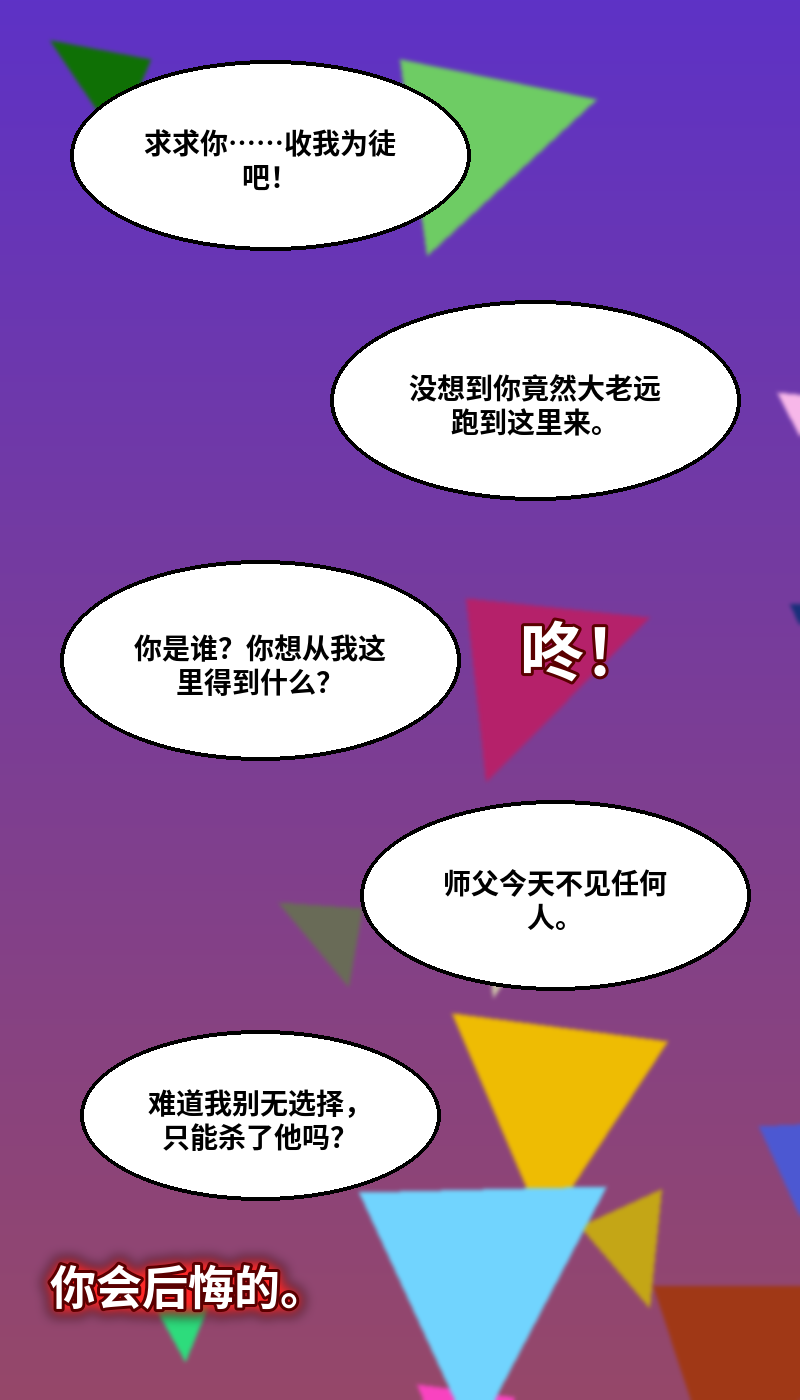 求求你……收我为徒
吧！
没想到你竟然大老远
跑到这里来。
你是谁？你想从我这
里得到什么？
咚！
师父今天不见任何
人。
难道我别无选择，
只能杀了他吗？
你会后悔的。